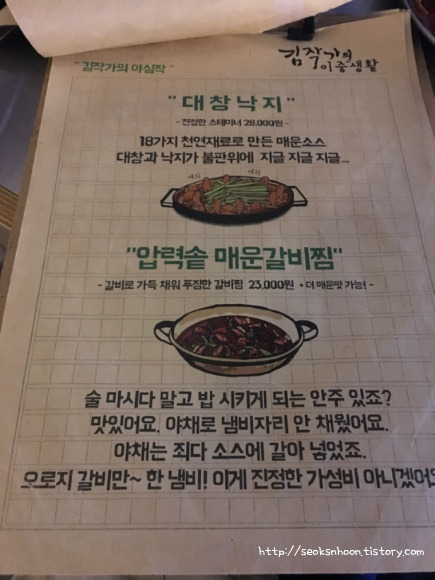 김작가의
이중생활
" 김작가의 야심작 "
" 대창낙지 "
- 진정한 스테미너 28,000원 -
18가지 천연재료로 만든 매운소스
대창과 낙지가 불판위에 지글 지글 지글...
"압력솥 매운갈비찜"
- 갈비로 가득 채워 푸짐한 갈비찜 23,000원 • 더 매운맛 가능! -
술 마시다 말고 밥 시키게 되는 안주 있죠?
맛있어요. 야채로 냄비자리 안 채웠어요.
야채는 죄다 소스에 갈아 넣었죠.
오로지 갈비만~ 한 냄비! 이게 진정한 가성비 아니겠어요
http://seoksnhoon.tistory.com